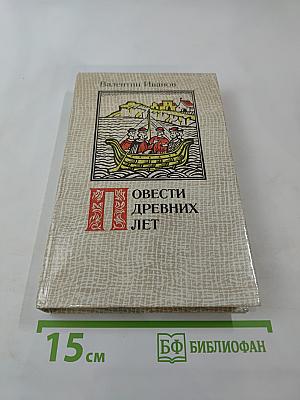 Валентин Иванов
ПОВЕСТИ
ДРЕВНИХ
ЛЕТ
15 см
БФ БИБЛИОФАН